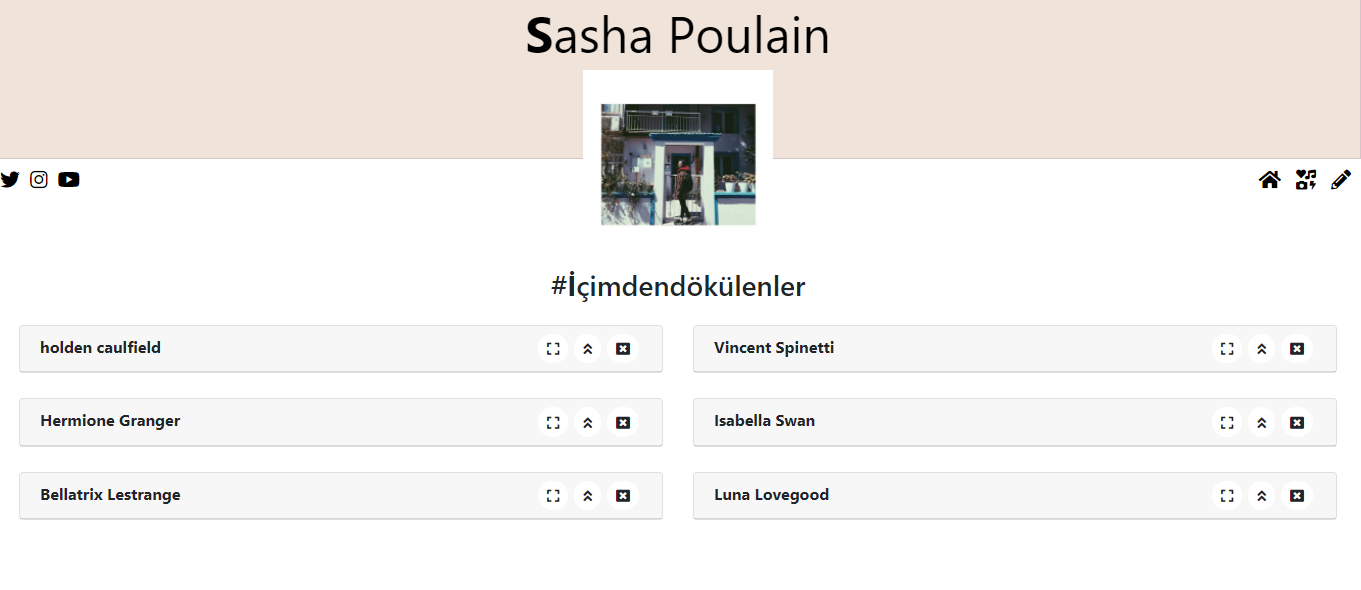 Sasha Poulain
#İçimdendökülenler
holden caulfield
Vincent Spinetti
Hermione Granger
Isabella Swan
Bellatrix Lestrange
Luna Lovegood